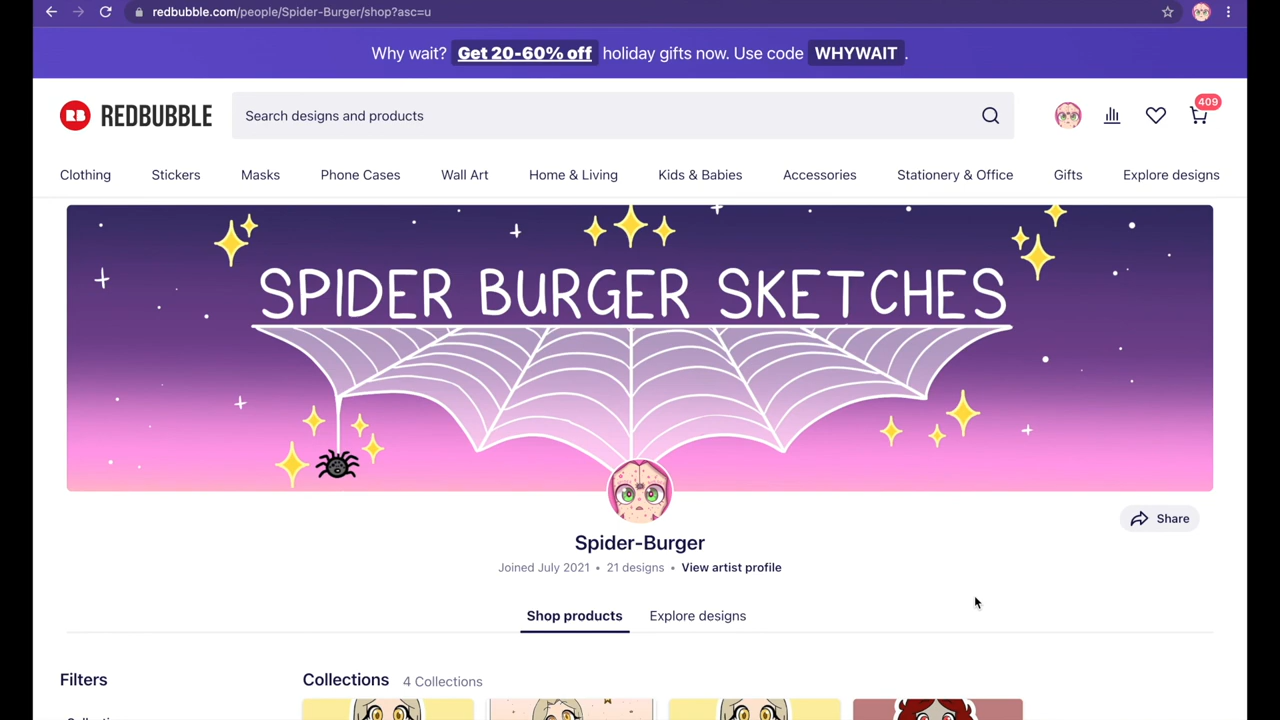 redbubble.com/people/Spider-Burger/shop?asc=u
Why wait? Get 20-60% off holiday gifts now. Use code WHYWAIT .
RB REDBUBBLE
Search designs and products
409
Clothing Stickers Masks Phone Cases Wall Art Home & Living Kids & Babies Accessories Stationery & Office Gifts Explore designs
SPIDER BURGER SKETCHES
Share
Spider-Burger
Joined July 2021 • 21 designs • View artist profile
Shop products Explore designs
Filters
Collections 4 Collections